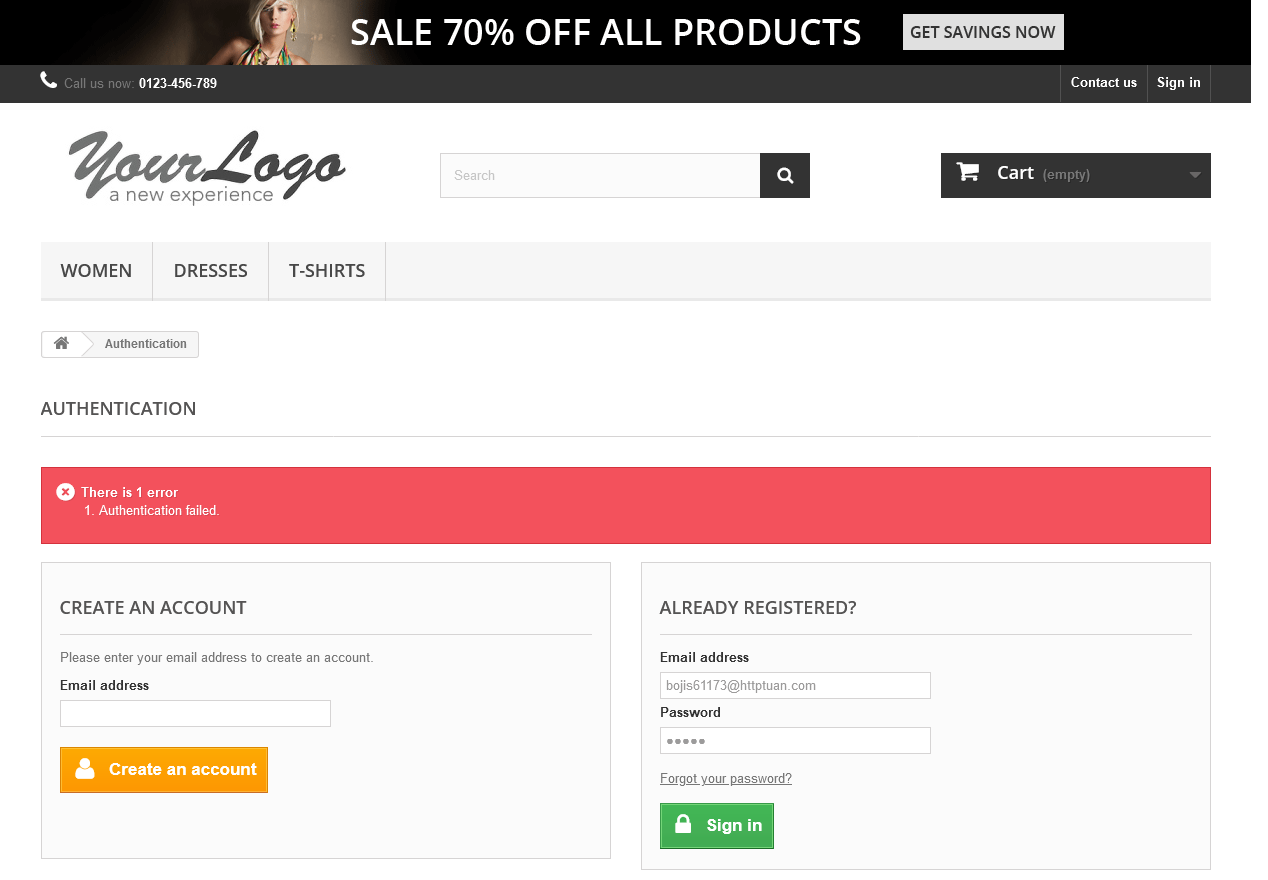 SALE 70% OFF ALL PRODUCTS GET SAVINGS NOW
Call us now: 0123-456-789 Contact us Sign in
Your Logo
a new experience
Search
Cart (empty)
WOMEN DRESSES T-SHIRTS
Authentication
AUTHENTICATION
There is 1 error
1. Authentication failed.
CREATE AN ACCOUNT
Please enter your email address to create an account.
Email address
Create an account
ALREADY REGISTERED?
Email address
bojis61173@httptuan.com
Password
●●●●●
Forgot your password?
Sign in